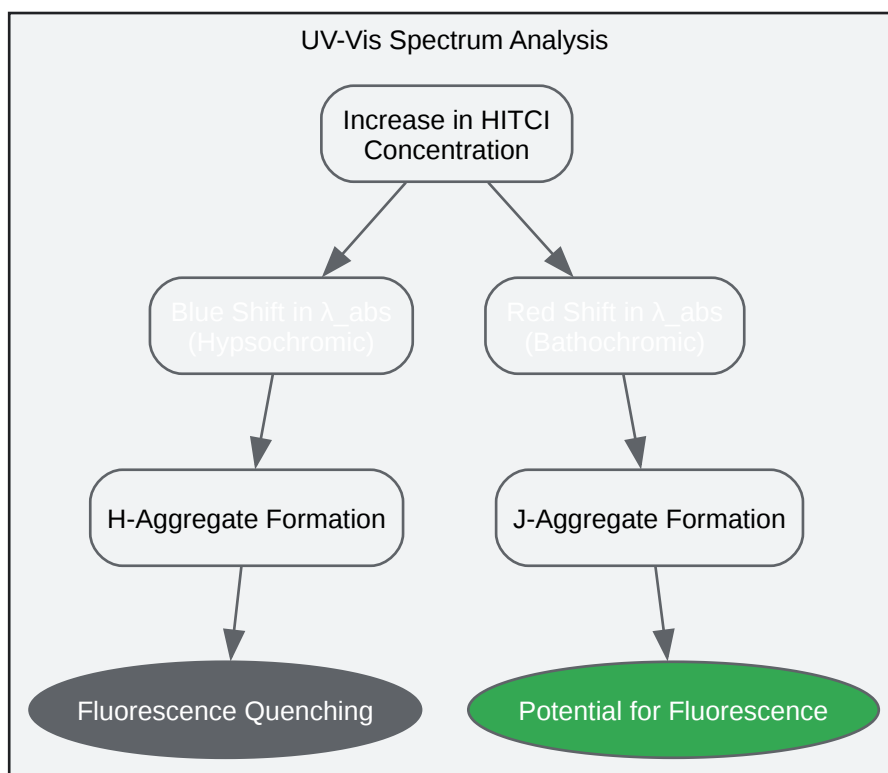 UV-Vis Spectrum Analysis
Increase in HITCI
Concentration
Blue Shift in λ_abs
(Hypsochromic)
Red Shift in λ_abs
(Bathochromic)
H-Aggregate Formation
J-Aggregate Formation
Fluorescence Quenching
Potential for Fluorescence